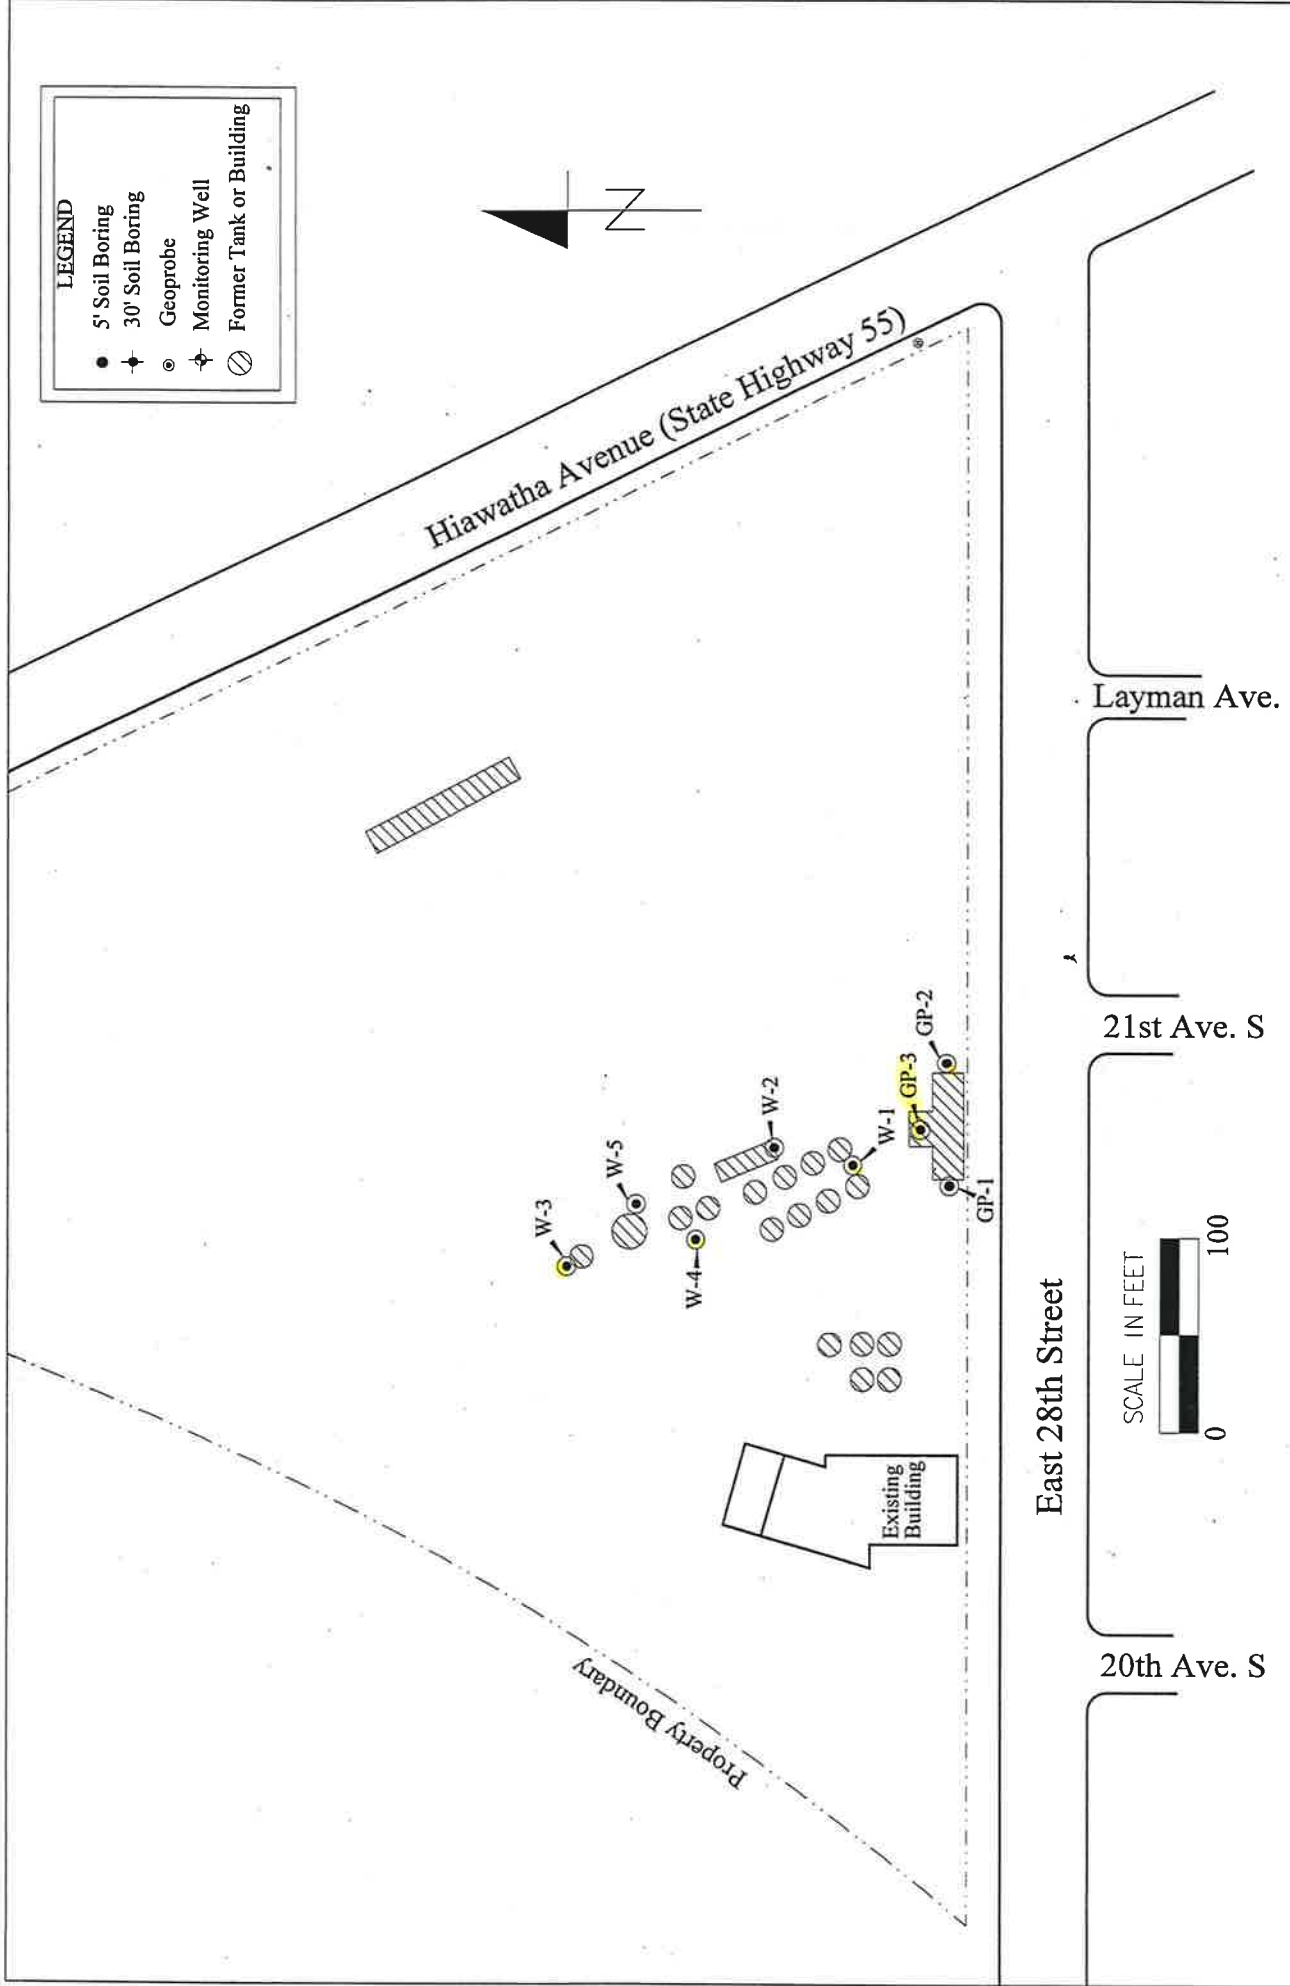 LEGEND
5' Soil Boring
30' Soil Boring
Geoprobe
Monitoring Well
Former Tank or Building
N
Hiawatha Avenue (State Highway 55)
W-3
W-5
W-4
W-2
W-1
GP-3
GP-2
GP-1
Existing
Building
Property Boundary
East 28th Street
Layman Ave.
21st Ave. S
20th Ave. S
SCALE IN FEET
0
100